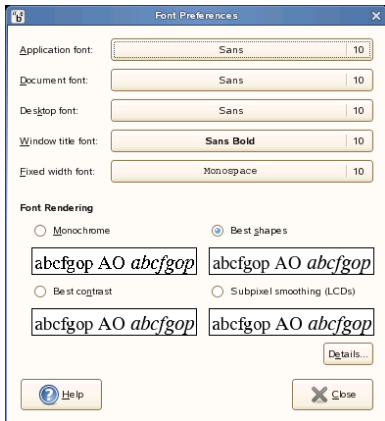 Font Preferences
Application font: Sans 10
Document font: Sans 10
Desktop font: Sans 10
Window title font: Sans Bold 10
Fixed width font: Monospace 10
Font Rendering
Monochrome Best shapes
abcfgop AO abcfgop abcfgop AO abcfgop
Best contrast Subpixel smoothing (LCDs)
abcfgop AO abcfgop abcfgop AO abcfgop
Details...
Help Close